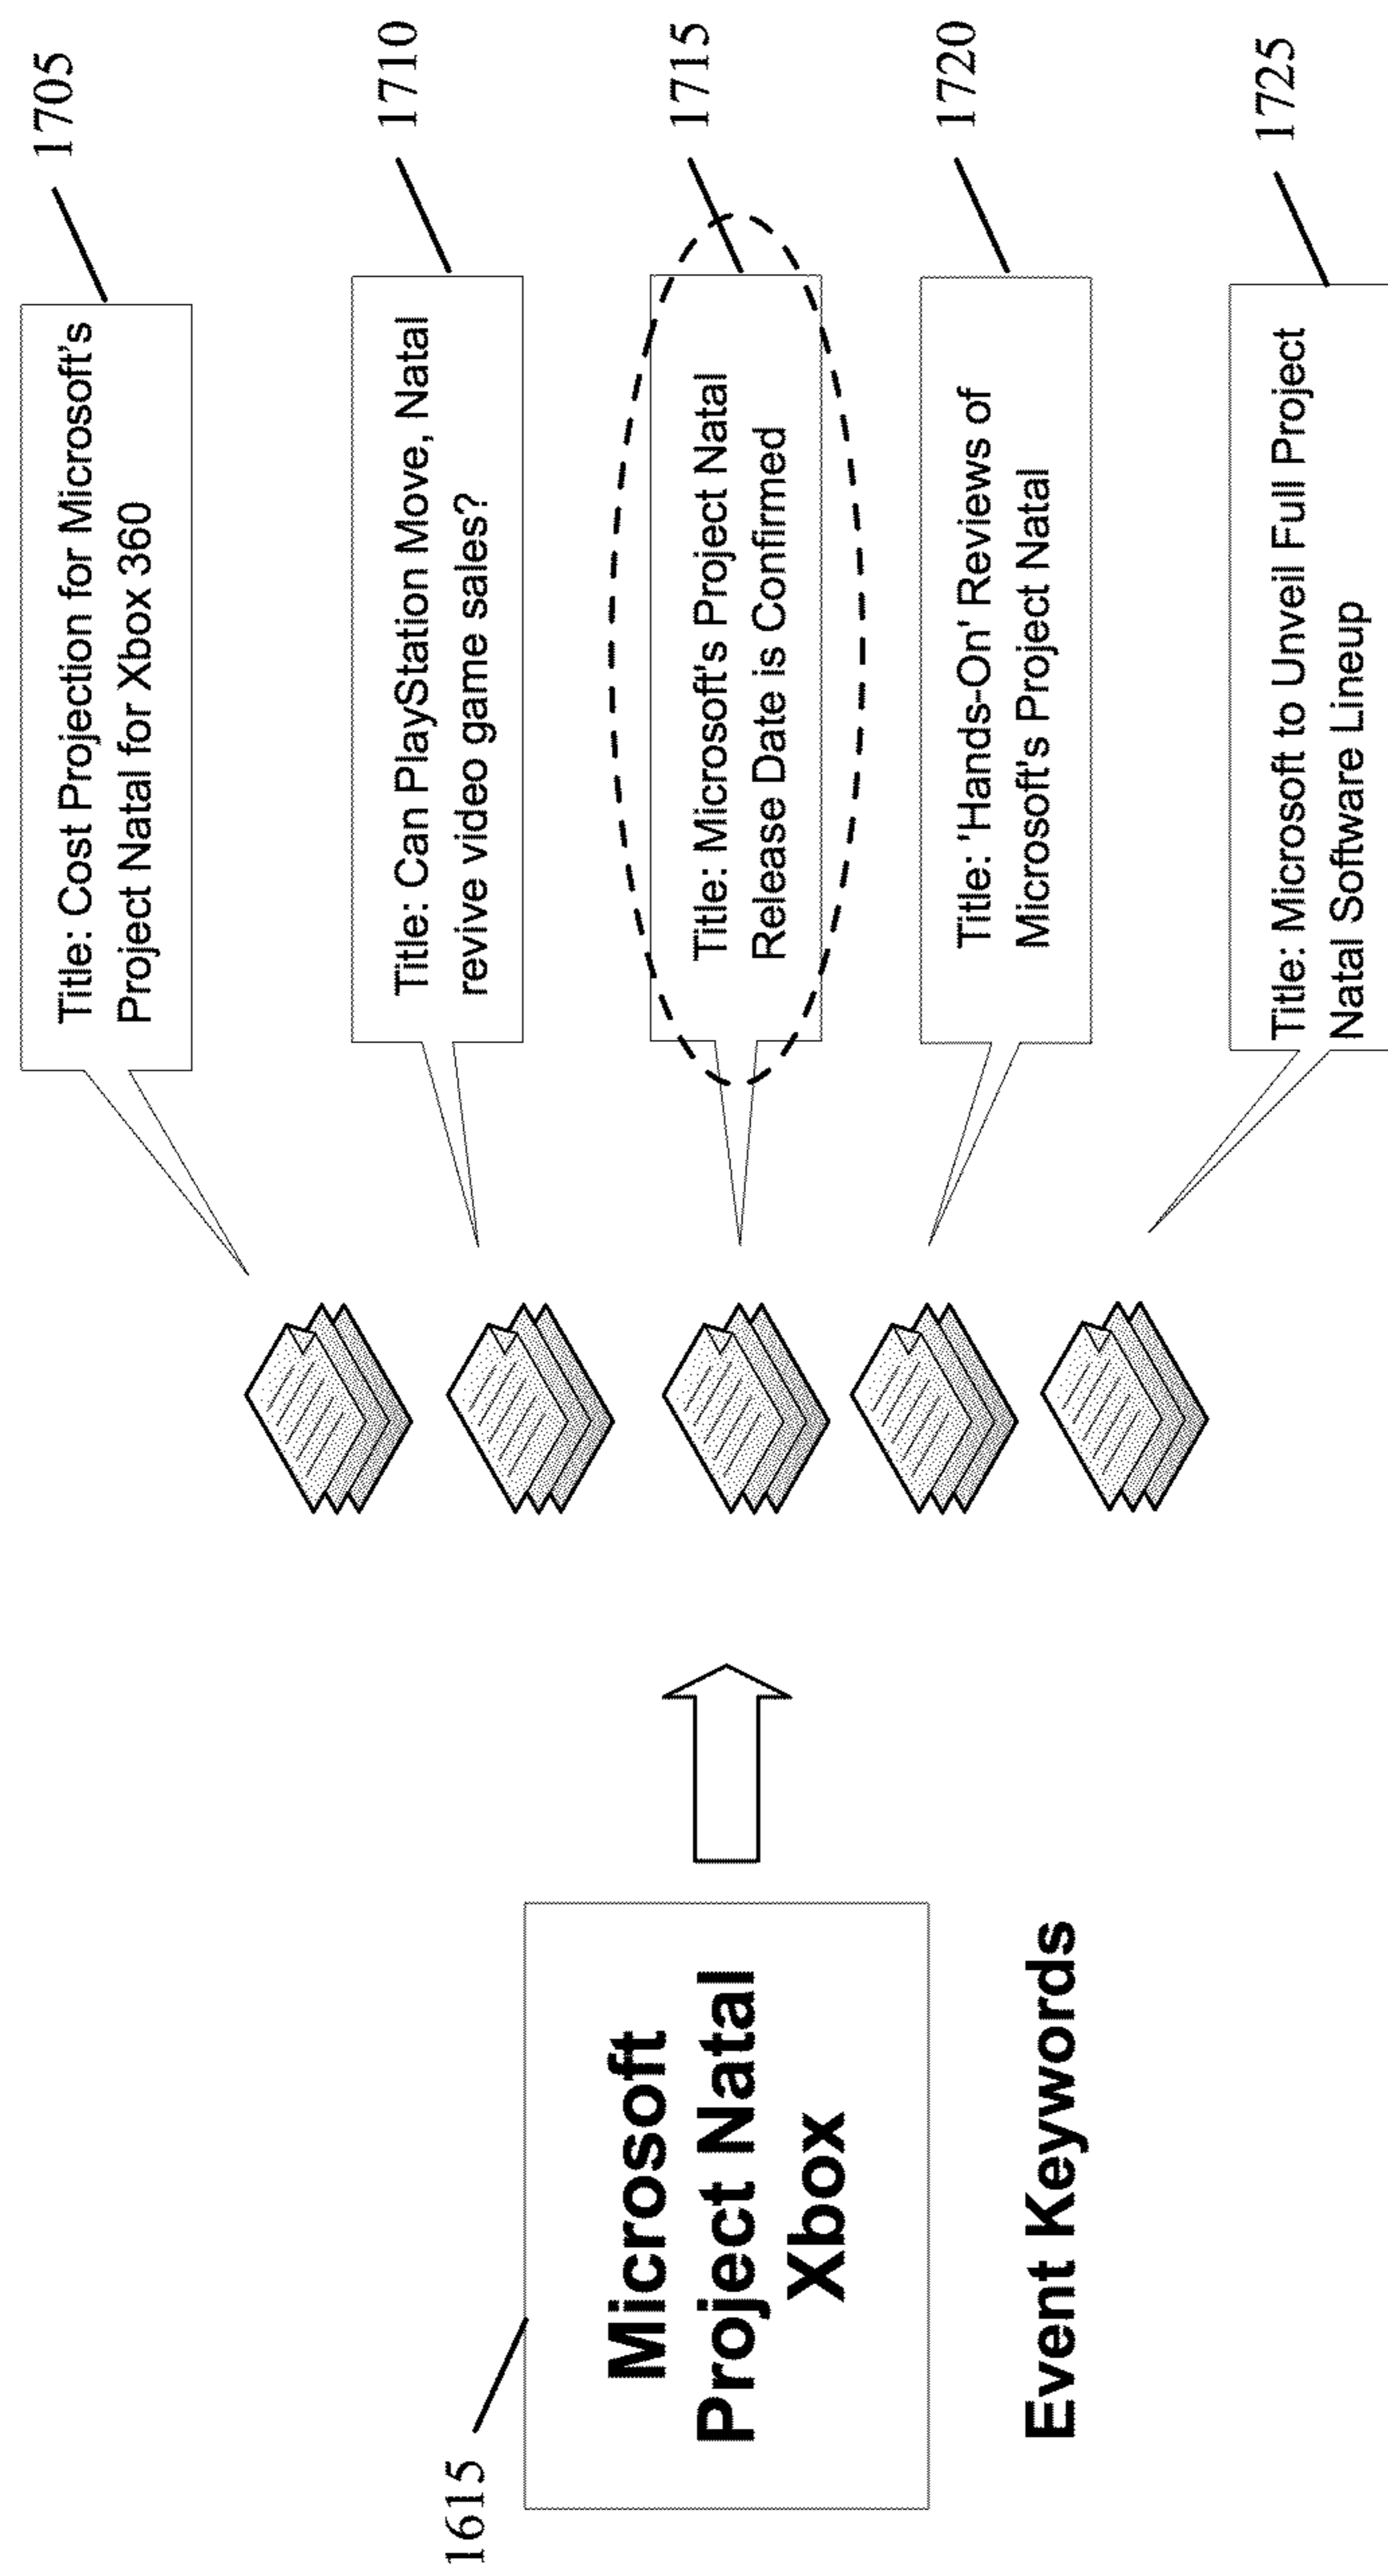 1615
Microsoft
Project Natal
Xbox
Event Keywords
1705
Title: Cost Projection for Microsoft's
Project Natal for Xbox 360
1710
Title: Can PlayStation Move, Natal
revive video game sales?
1715
Title: Microsoft's Project Natal
Release Date is Confirmed
1720
Title: 'Hands-On' Reviews of
Microsoft's Project Natal
1725
Title: Microsoft to Unveil Full Project
Natal Software Lineup